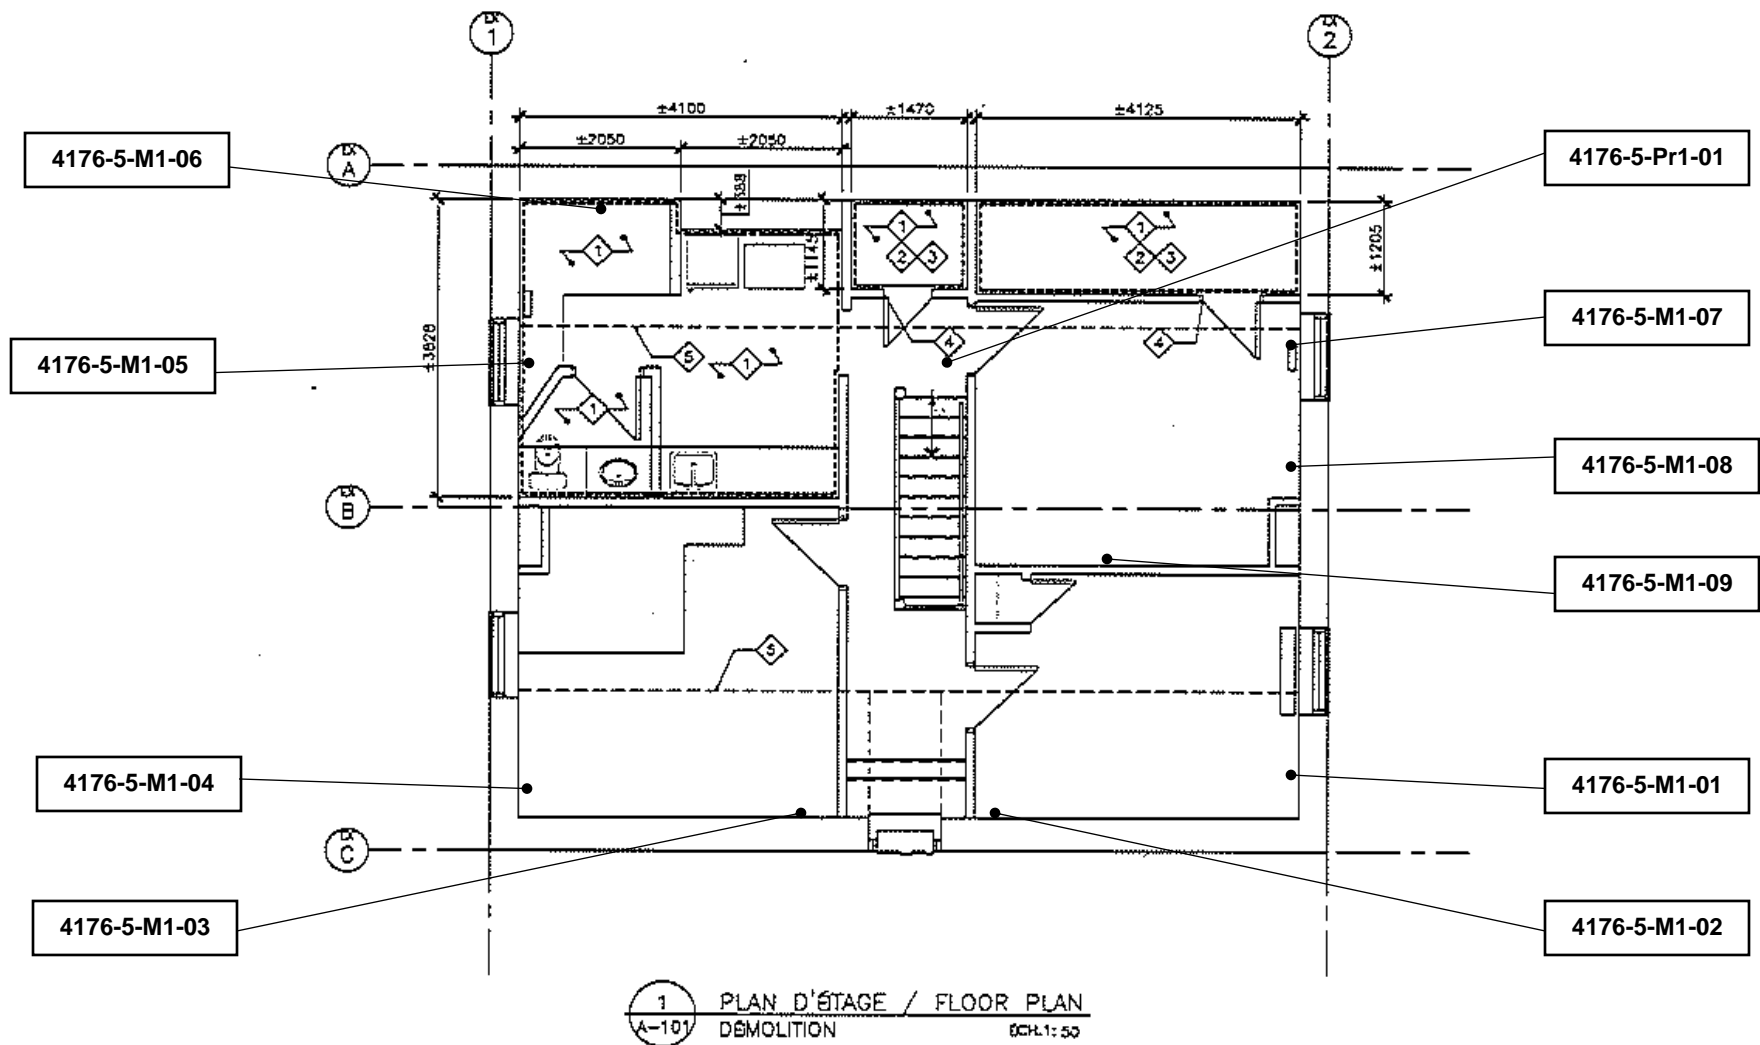 EX
1
EX
2
±4100
±1470
±4125
4176-5-M1-06
±2050
±2050
4176-5-Pr1-01
EX
A
±388
±1145
±3828
±1205
1
1
2
3
1
2
3
4176-5-M1-07
4176-5-M1-05
5
1
4
4
1
4176-5-M1-08
EX
B
4176-5-M1-09
5
4176-5-M1-04
4176-5-M1-01
EX
C
4176-5-M1-03
4176-5-M1-02
1
A-101
PLAN D'ÉTAGE / FLOOR PLAN
DÉMOLITION
ÉCH.1:50